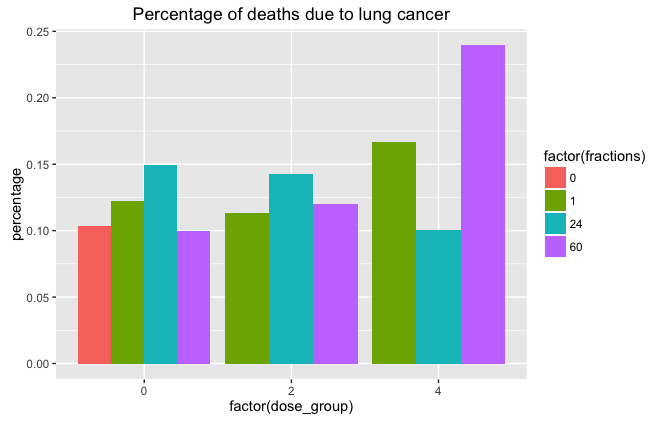 Percentage of deaths due to lung cancer
percentage
0.25
0.20
0.15
0.10
0.05
0.00
0 2 4
factor(dose_group)
factor(fractions)
0
1
24
60